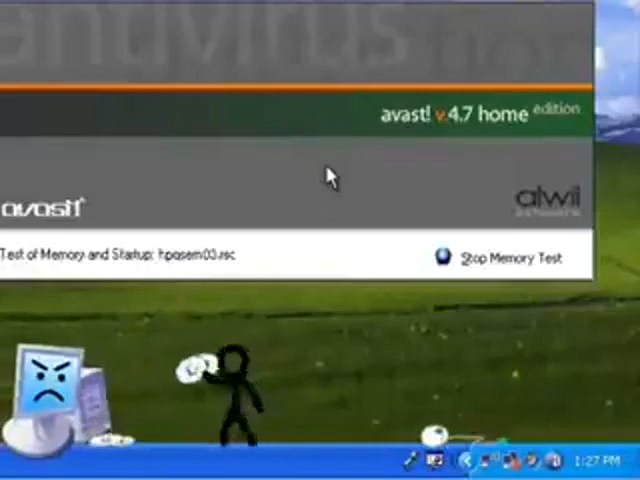 antivirus
avast! v.4.7 home edition
avast!
alwil
software
Test of Memory and Startup: hpqsem03.rsc
Stop Memory Test
1:27 PM